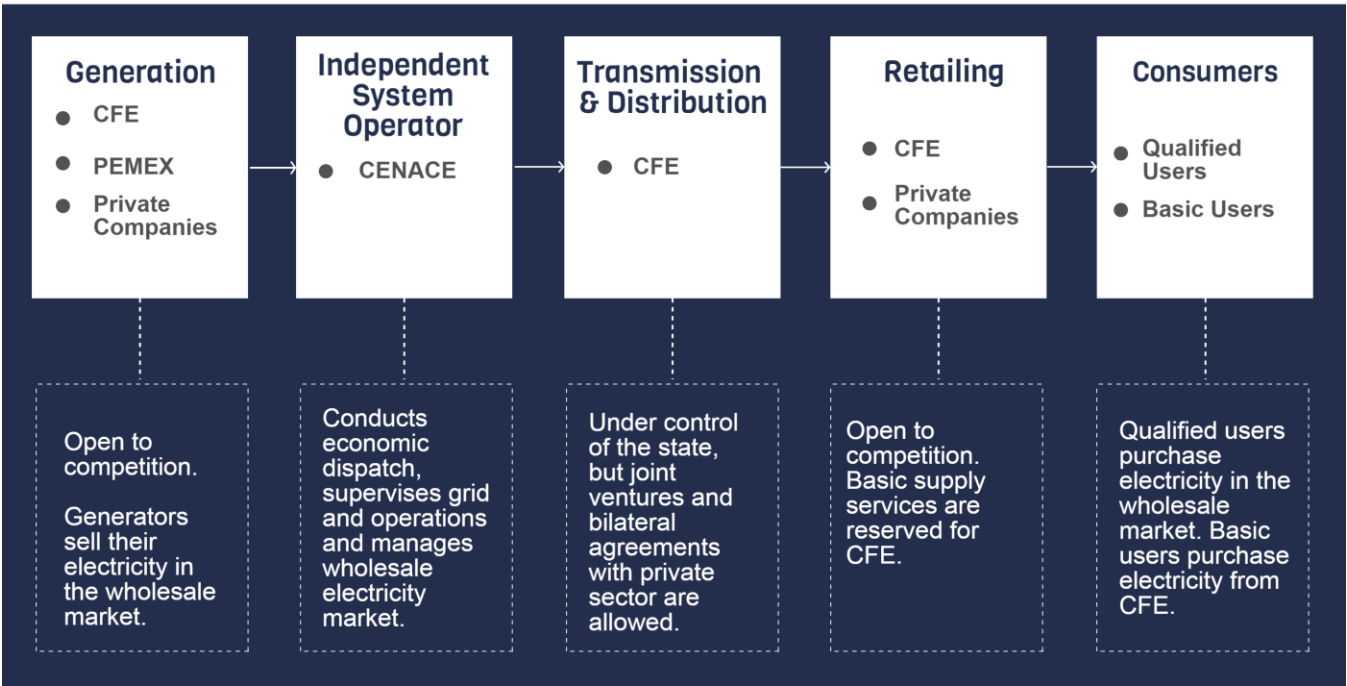 Generation
CFE
PEMEX
Private
Companies
Independent
System
Operator
CENACE
Transmission
& Distribution
CFE
Retailing
CFE
Private
Companies
Consumers
Qualified
Users
Basic Users
Open to
competition.
Generators
sell their
electricity in
the wholesale
market.
Conducts
economic
dispatch,
supervises grid
and operations
and manages
wholesale
electricity
market.
Under control
of the state,
but joint
ventures and
bilateral
agreements
with private
sector are
allowed.
Open to
competition.
Basic supply
services are
reserved for
CFE.
Qualified users
purchase
electricity in the
wholesale
market. Basic
users purchase
electricity from
CFE.